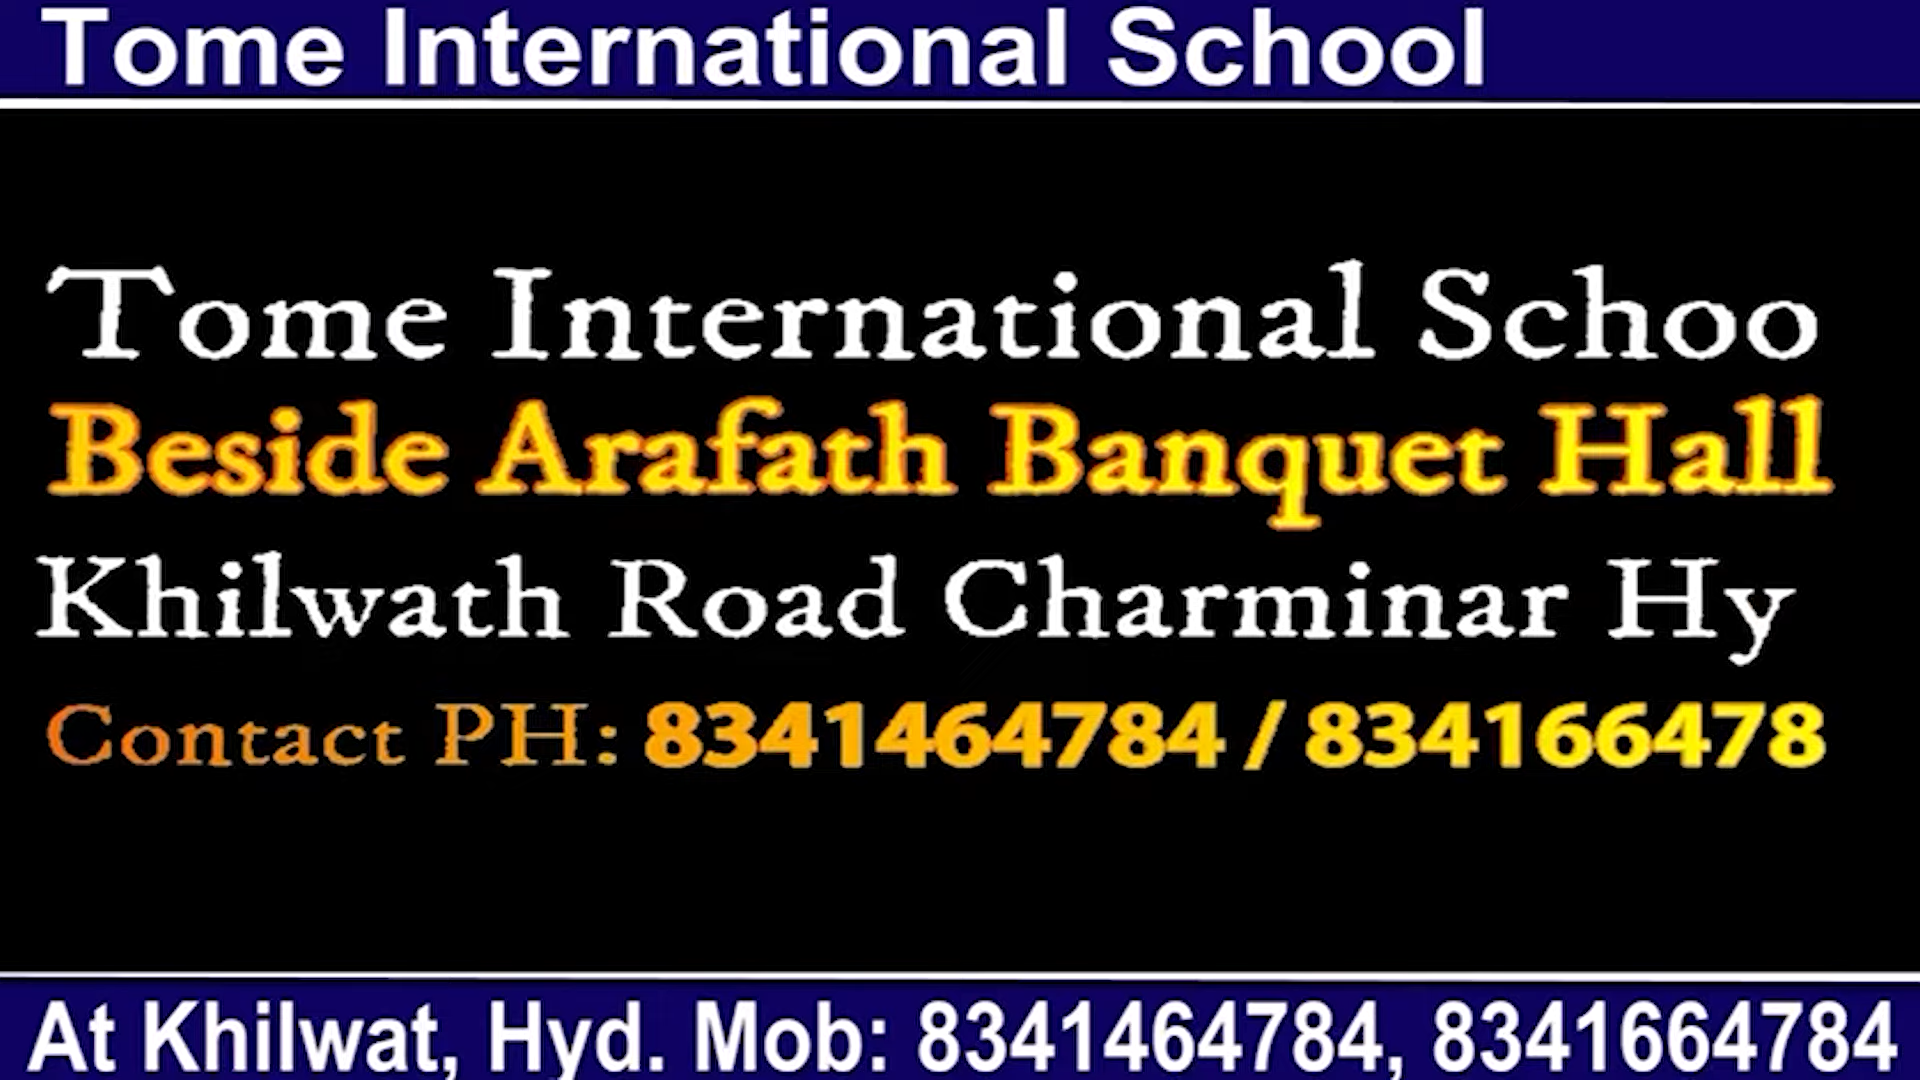 Tome International School
Tome International Schoo
Beside Arafath Banquet Hall
Khilwath Road Charminar Hy
Contact PH: 8341464784 / 834166478
At Khilwat, Hyd. Mob: 8341464784, 8341664784